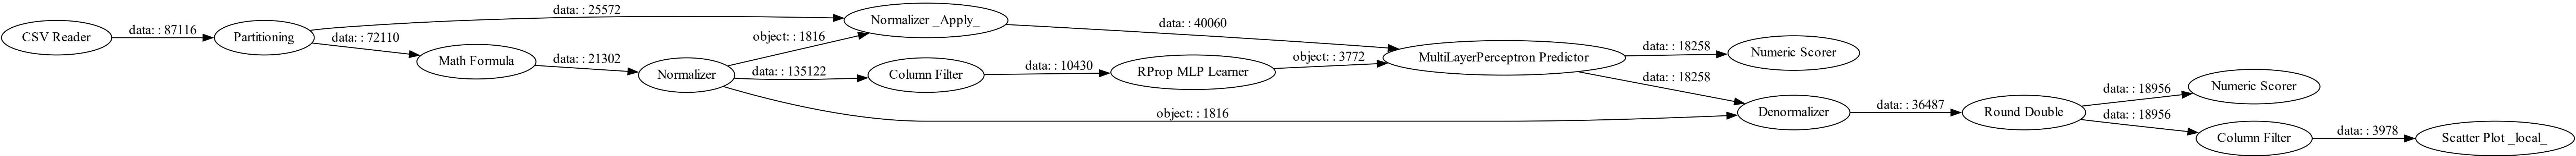 CSV Reader
data: : 87116
Partitioning
data: : 25572
data: : 72110
Math Formula
data: : 21302
Normalizer
Normalizer _Apply_
object: : 1816
data: : 135122
object: : 1816
Column Filter
data: : 10430
RProp MLP Learner
data: : 40060
object: : 3772
MultiLayerPerceptron Predictor
data: : 18258
data: : 18258
Numeric Scorer
Denormalizer
data: : 36487
Round Double
data: : 18956
data: : 18956
Numeric Scorer
Column Filter
data: : 3978
Scatter Plot _local_